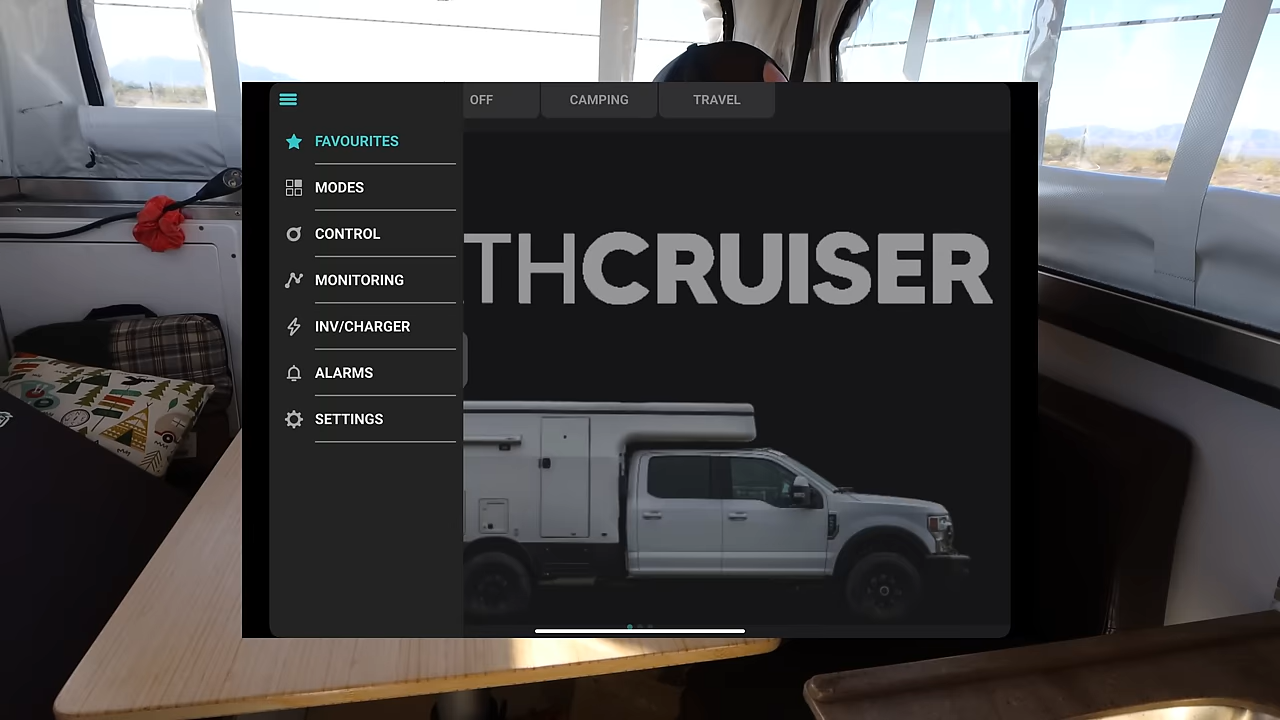 OFF
CAMPING
TRAVEL
FAVOURITES
MODES
CONTROL
MONITORING
INV/CHARGER
ALARMS
SETTINGS
THCRUISER